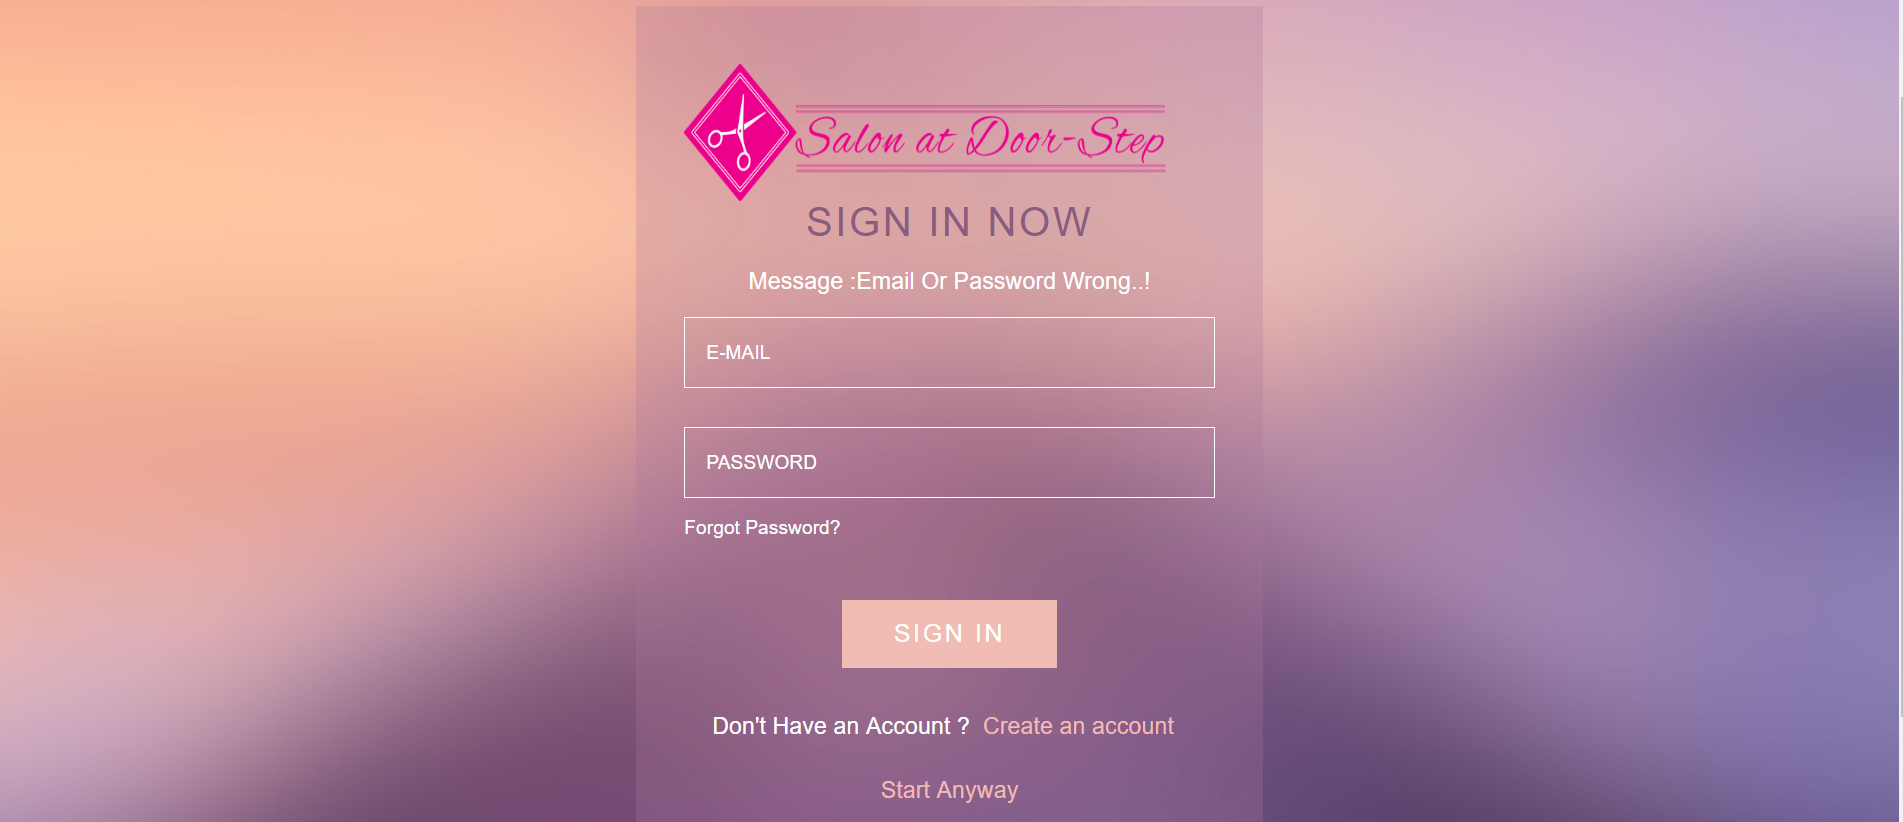 Salon at Door-Step
SIGN IN NOW
Message :Email Or Password Wrong..!
E-MAIL
PASSWORD
Forgot Password?
SIGN IN
Don't Have an Account ? Create an account
Start Anyway